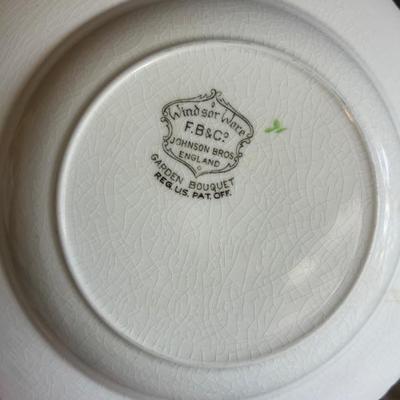 Windsor Ware
F.B&Co
JOHNSON BROS
ENGLAND
GARDEN BOUQUET
REG. U.S. PAT. OFF.